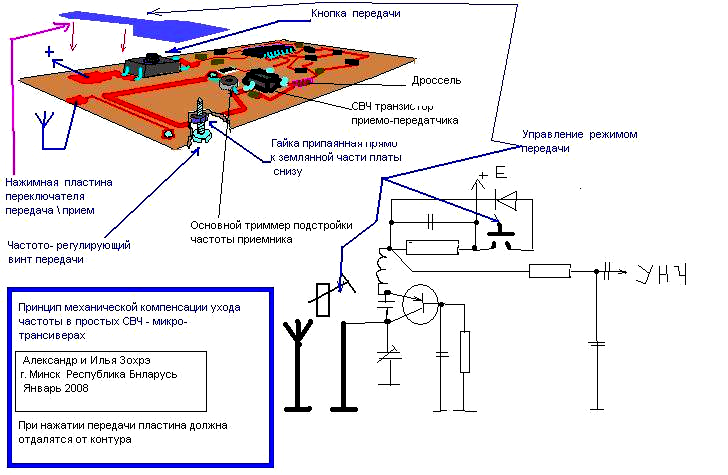 Кнопка передачи
+
Дроссель
СВЧ транзистор
приемо-передатчика
Гайка припаянная прямо
к землянной части платы
снизу
Управление режимом
передачи
Нажимная пластина
переключателя
передача \ прием
Основной триммер подстройки
частоты приемника
Частото- регулирующий
винт передачи
+ E
УНЧ
Принцип механической компенсации ухода
частоты в простых СВЧ - микро-
трансиверах
Александр и Илья Зохрэ
г. Минск Республика Бнларусь
Январь 2008
При нажатии передачи пластина должна
отдалятся от контура